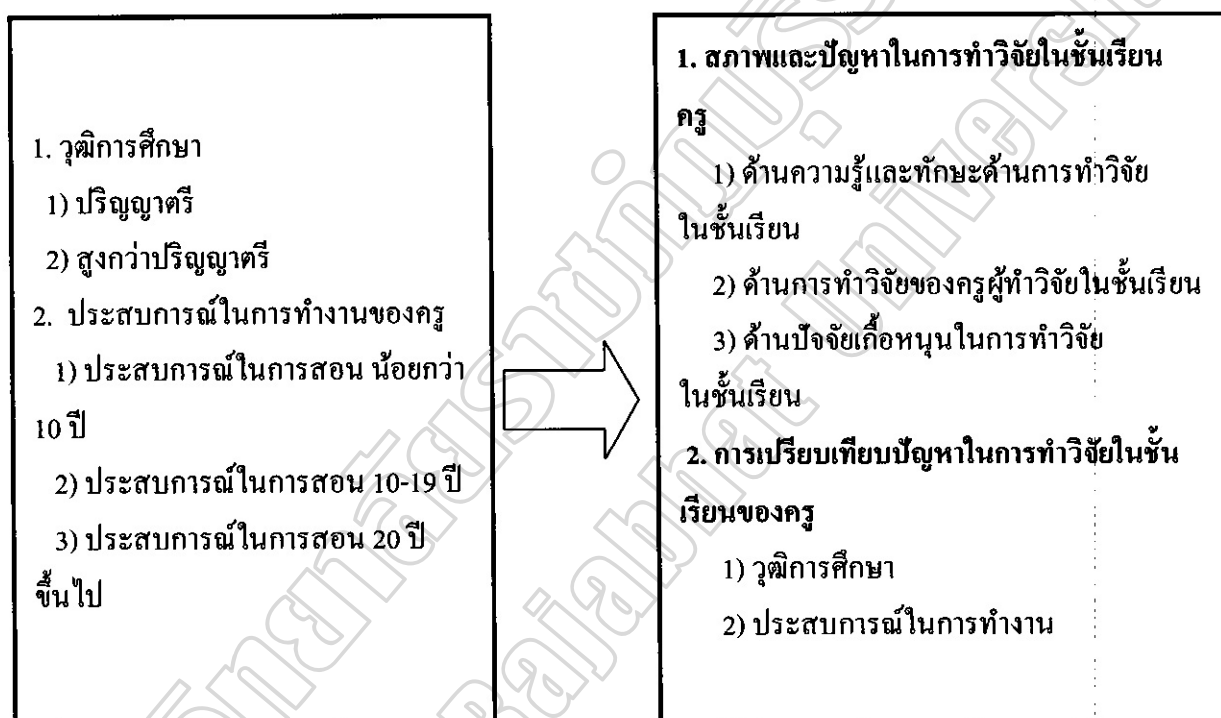 1. วุฒิการศึกษา
1) ปริญญาตรี
2) สูงกว่าปริญญาตรี
2. ประสบการณ์ในการทำงานของครู
1) ประสบการณ์ในการสอน น้อยกว่า
10 ปี
2) ประสบการณ์ในการสอน 10-19 ปี
3) ประสบการณ์ในการสอน 20 ปี
ขึ้นไป
1. สภาพและปัญหาในการทำวิจัยในชั้นเรียน
ครู
1) ด้านความรู้และทักษะด้านการทำวิจัย
ในชั้นเรียน
2) ด้านการทำวิจัยของครูผู้ทำวิจัยในชั้นเรียน
3) ด้านปัจจัยเกื้อหนุนในการทำวิจัย
ในชั้นเรียน
2. การเปรียบเทียบปัญหาในการทำวิจัยในชั้น
เรียนของครู
1) วุฒิการศึกษา
2) ประสบการณ์ในการทำงาน
Rajabhat Univers